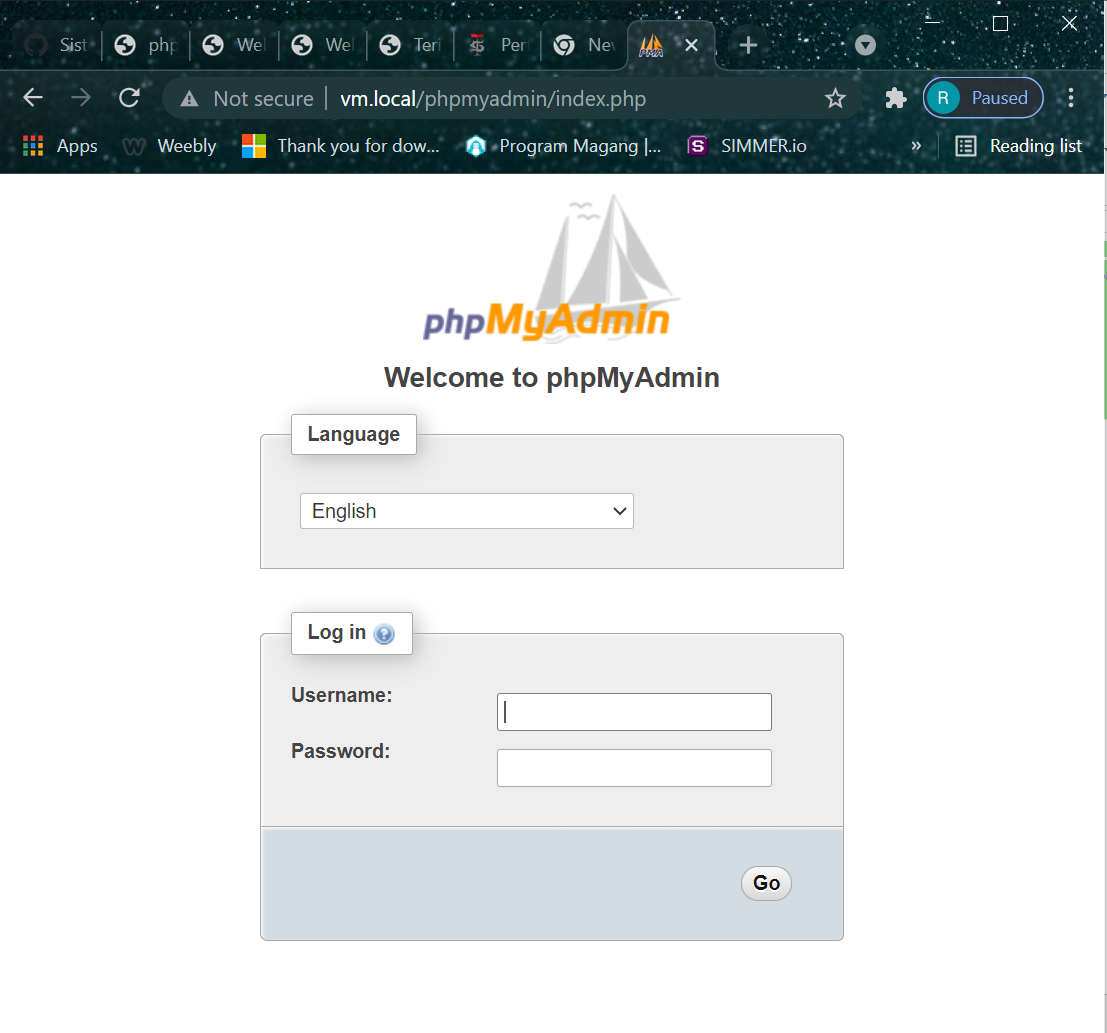 Sist php Wel Wel Teri Per Nev
Not secure vm.local/phpmyadmin/index.php R Paused
Apps Weebly Thank you for dow... Program Magang |... S SIMMER.io » Reading list
phpMyAdmin
Welcome to phpMyAdmin
Language
English
Log in
Username:
Password:
Go